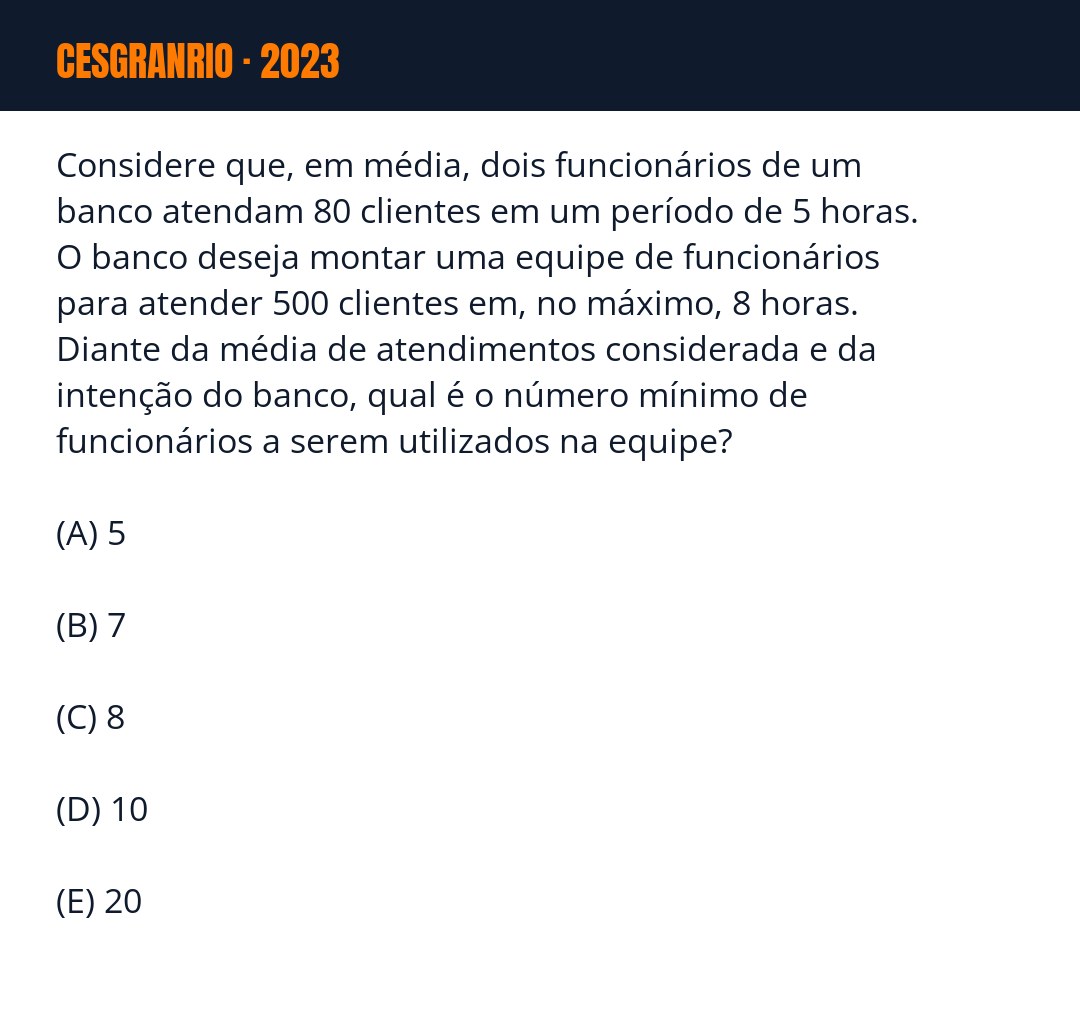 CESGRANRIO · 2023
Considere que, em média, dois funcionários de um
banco atendam 80 clientes em um período de 5 horas.
O banco deseja montar uma equipe de funcionários
para atender 500 clientes em, no máximo, 8 horas.
Diante da média de atendimentos considerada e da
intenção do banco, qual é o número mínimo de
funcionários a serem utilizados na equipe?
(A) 5
(B) 7
(C) 8
(D) 10
(E) 20